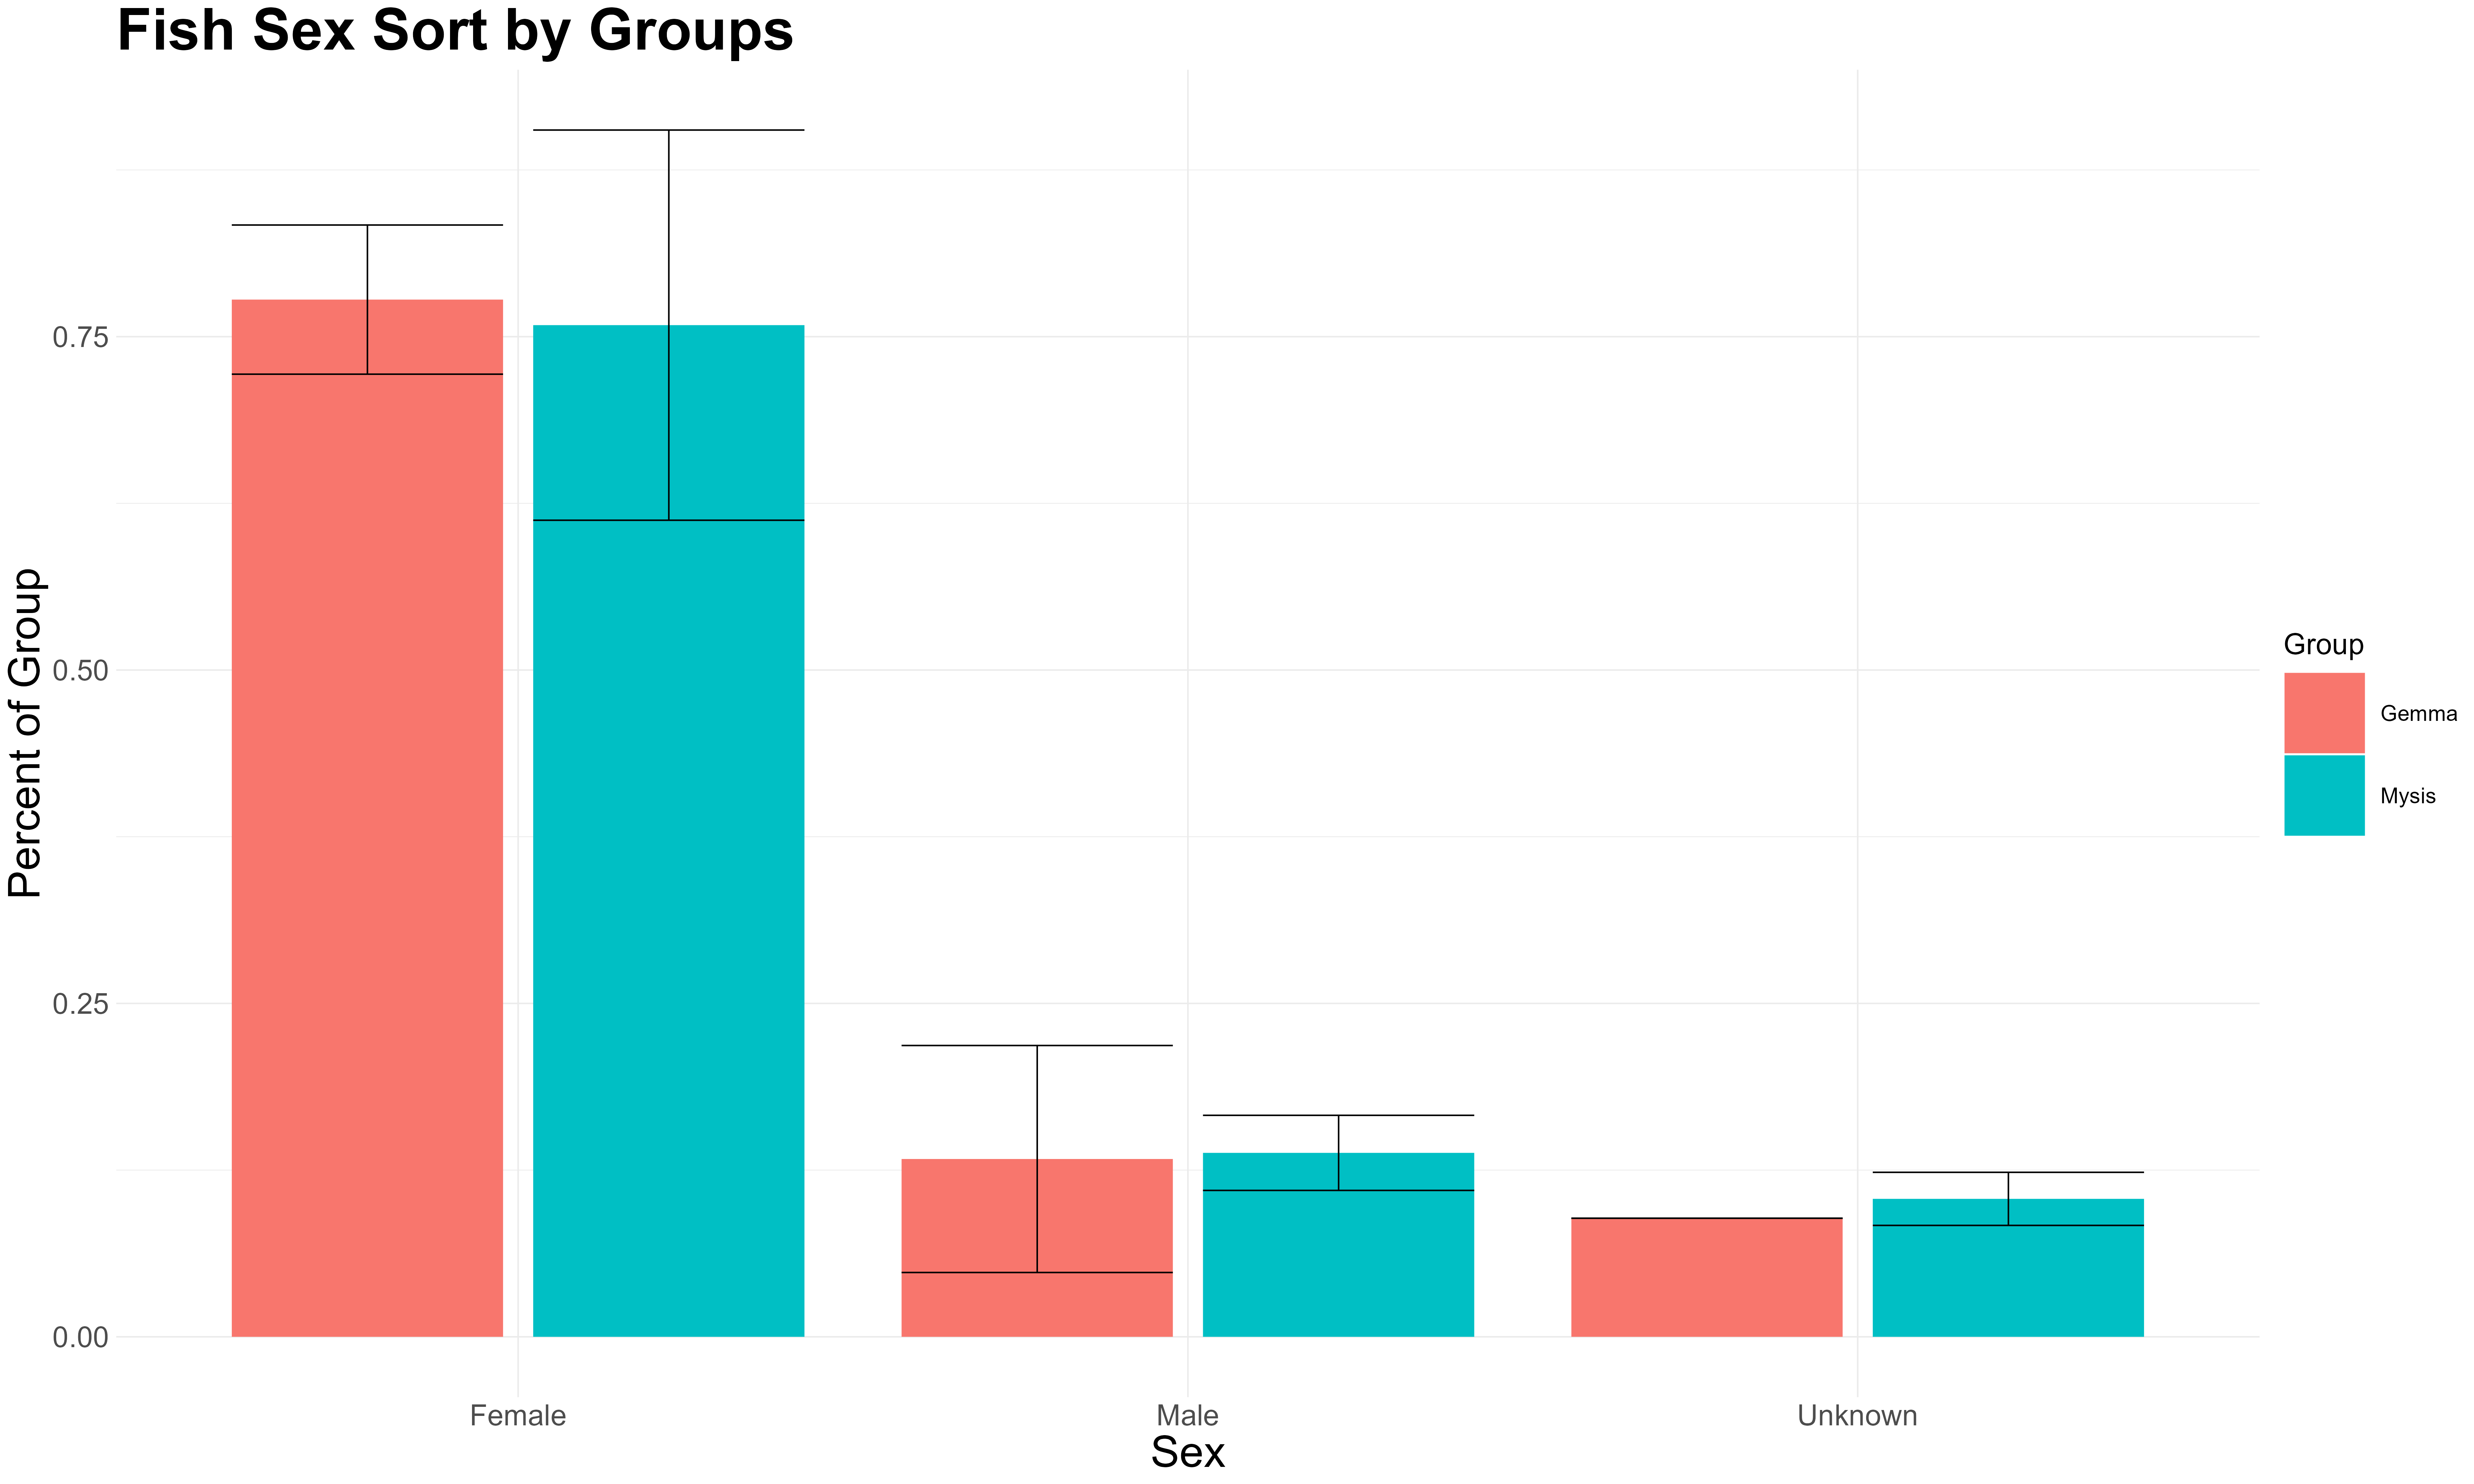 Fish Sex Sort by Groups
Percent of Group
0.75
0.50
0.25
0.00
Female
Male
Unknown
Sex
Group
Gemma
Mysis